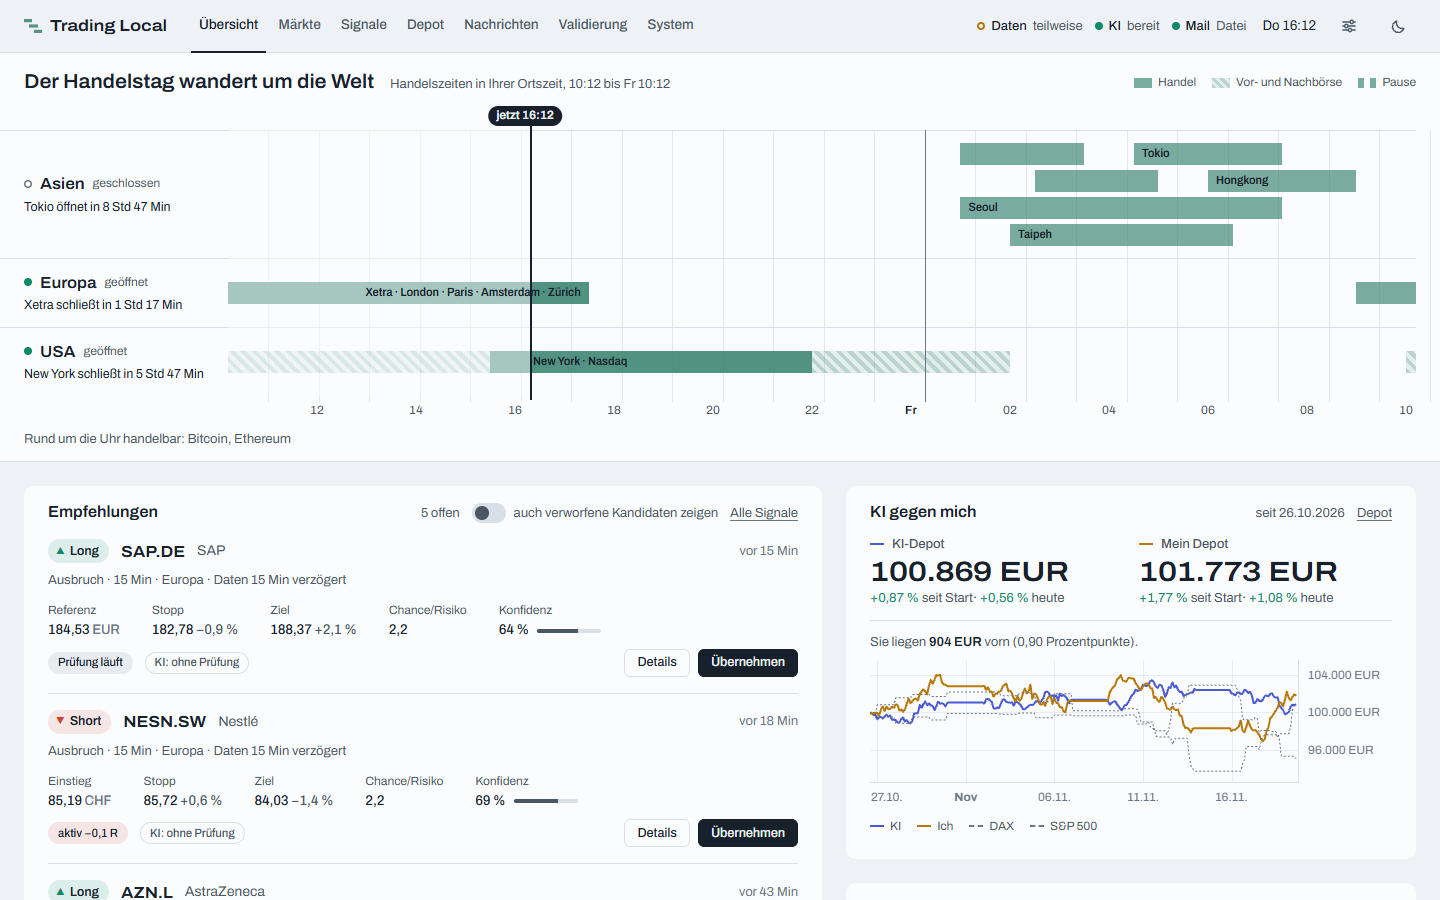 Trading Local Übersicht Märkte Signale Depot Nachrichten Validierung System Daten teilweise KI bereit Mail Datei Do 16:12
Der Handelstag wandert um die Welt Handelszeiten in Ihrer Ortszeit, 10:12 bis Fr 10:12 Handel Vor- und Nachbörse Pause
jetzt 16:12
Tokio
Asien geschlossen Hongkong
Tokio öffnet in 8 Std 47 Min Seoul
Taipeh
Europa geöffnet
Xetra · London · Paris · Amsterdam · Zürich
Xetra schließt in 1 Std 17 Min
USA geöffnet
New York · Nasdaq
New York schließt in 5 Std 47 Min
12 14 16 18 20 22 Fr 02 04 06 08 10
Rund um die Uhr handelbar: Bitcoin, Ethereum
Empfehlungen 5 offen auch verworfene Kandidaten zeigen Alle Signale
Long SAP.DE SAP vor 15 Min
Ausbruch · 15 Min · Europa · Daten 15 Min verzögert
Referenz Stopp Ziel Chance/Risiko Konfidenz
184,53 EUR 182,78 −0,9 % 188,37 +2,1 % 2,2 64 %
Prüfung läuft KI: ohne Prüfung Details Übernehmen
Short NESN.SW Nestlé vor 18 Min
Ausbruch · 15 Min · Europa · Daten 15 Min verzögert
Einstieg Stopp Ziel Chance/Risiko Konfidenz
85,19 CHF 85,72 +0,6 % 84,03 −1,4 % 2,2 69 %
aktiv −0,1 R KI: ohne Prüfung Details Übernehmen
Long AZN.L AstraZeneca vor 43 Min
KI gegen mich seit 26.10.2026 Depot
KI-Depot Mein Depot
100.869 EUR 101.773 EUR
+0,87 % seit Start· +0,56 % heute +1,77 % seit Start· +1,08 % heute
Sie liegen 904 EUR vorn (0,90 Prozentpunkte).
104.000 EUR
100.000 EUR
96.000 EUR
27.10. Nov 06.11. 11.11. 16.11.
KI Ich DAX S&P 500